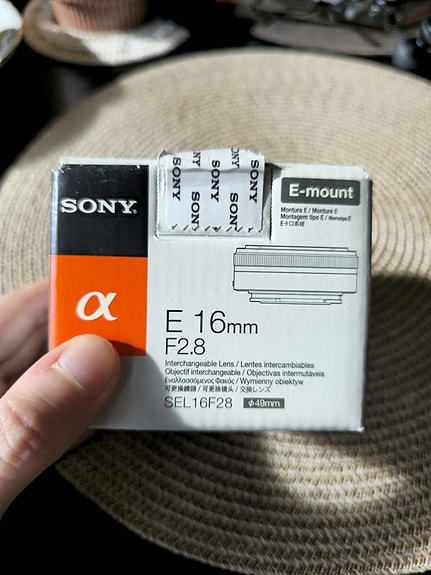 SONY
SONY SONY SONY SONY
E-mount
Montura E / Monture E
Montagem tipo E / Матрица E
E卡口系统
SONY
α
E 16mm
F2.8
Interchangeable Lens / Lentes intercambiables
Objectif interchangeable / Objectivas intermutáveis
Εναλλασσόμενος Φακός / Wymienny obiektyw
可更換鏡頭 / 可更换镜头 / 交換レンズ
SEL16F28
φ49mm